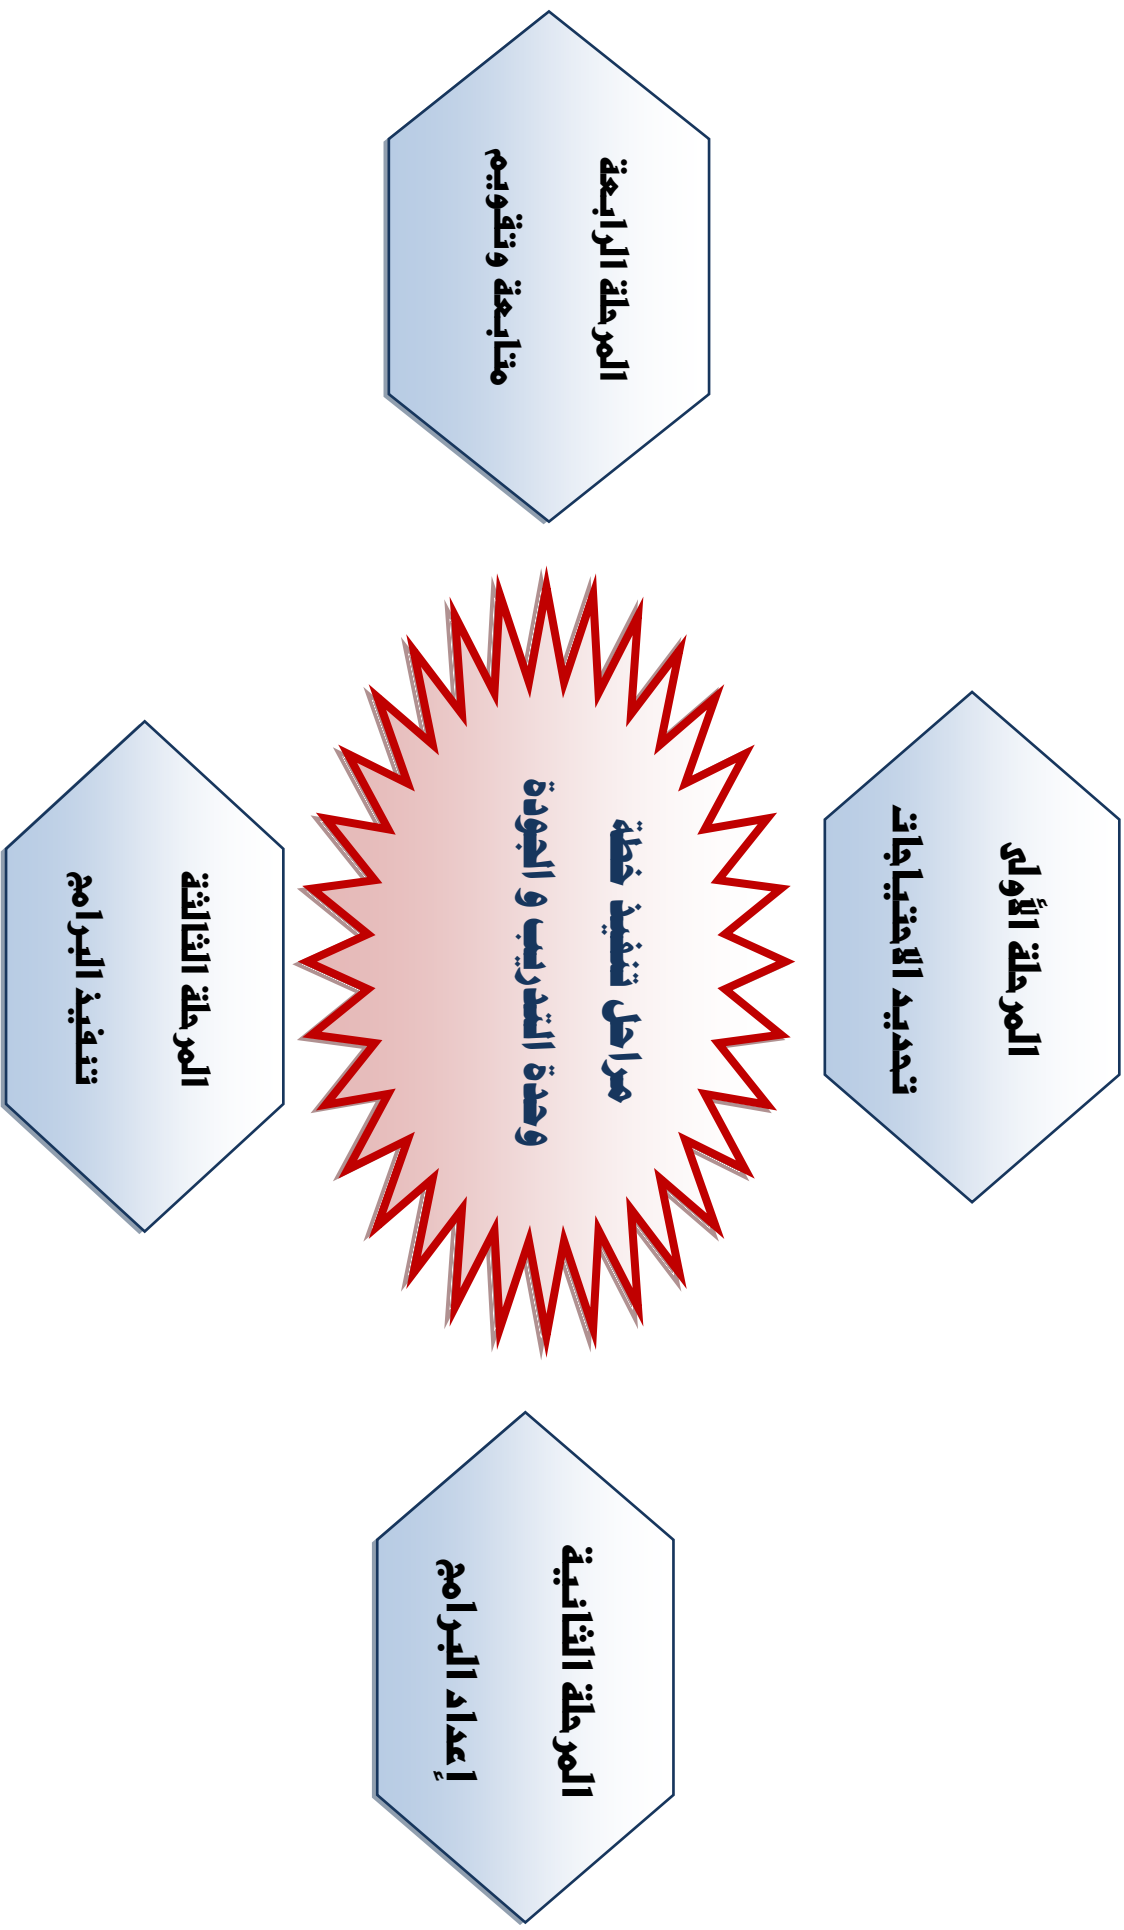 المرحلة الأولى
تحديد الاحتياجات
المرحلة الرابعة
متابعة وتقويم
مراحل تنفيذ خطة
وحدة التدريب و الجودة
المرحلة الثانية
إعداد البرامج
المرحلة الثالثة
تنفيذ البرامج